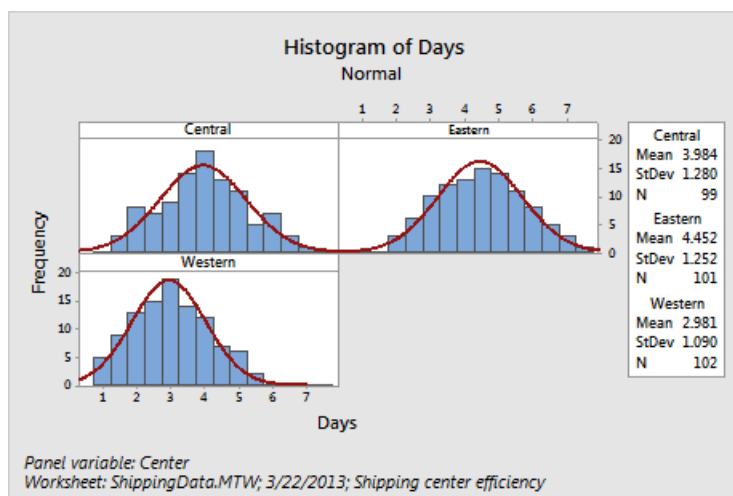 Histogram of Days
Normal
1 2 3 4 5 6 7
Central
Eastern
20
15
10
5
0
Frequency
Western
20
15
10
5
0
1 2 3 4 5 6 7
Days
Central
Mean 3.984
StDev 1.280
N 99
Eastern
Mean 4.452
StDev 1.252
N 101
Western
Mean 2.981
StDev 1.090
N 102
Panel variable: Center
Worksheet: ShippingData.MTW; 3/22/2013; Shipping center efficiency